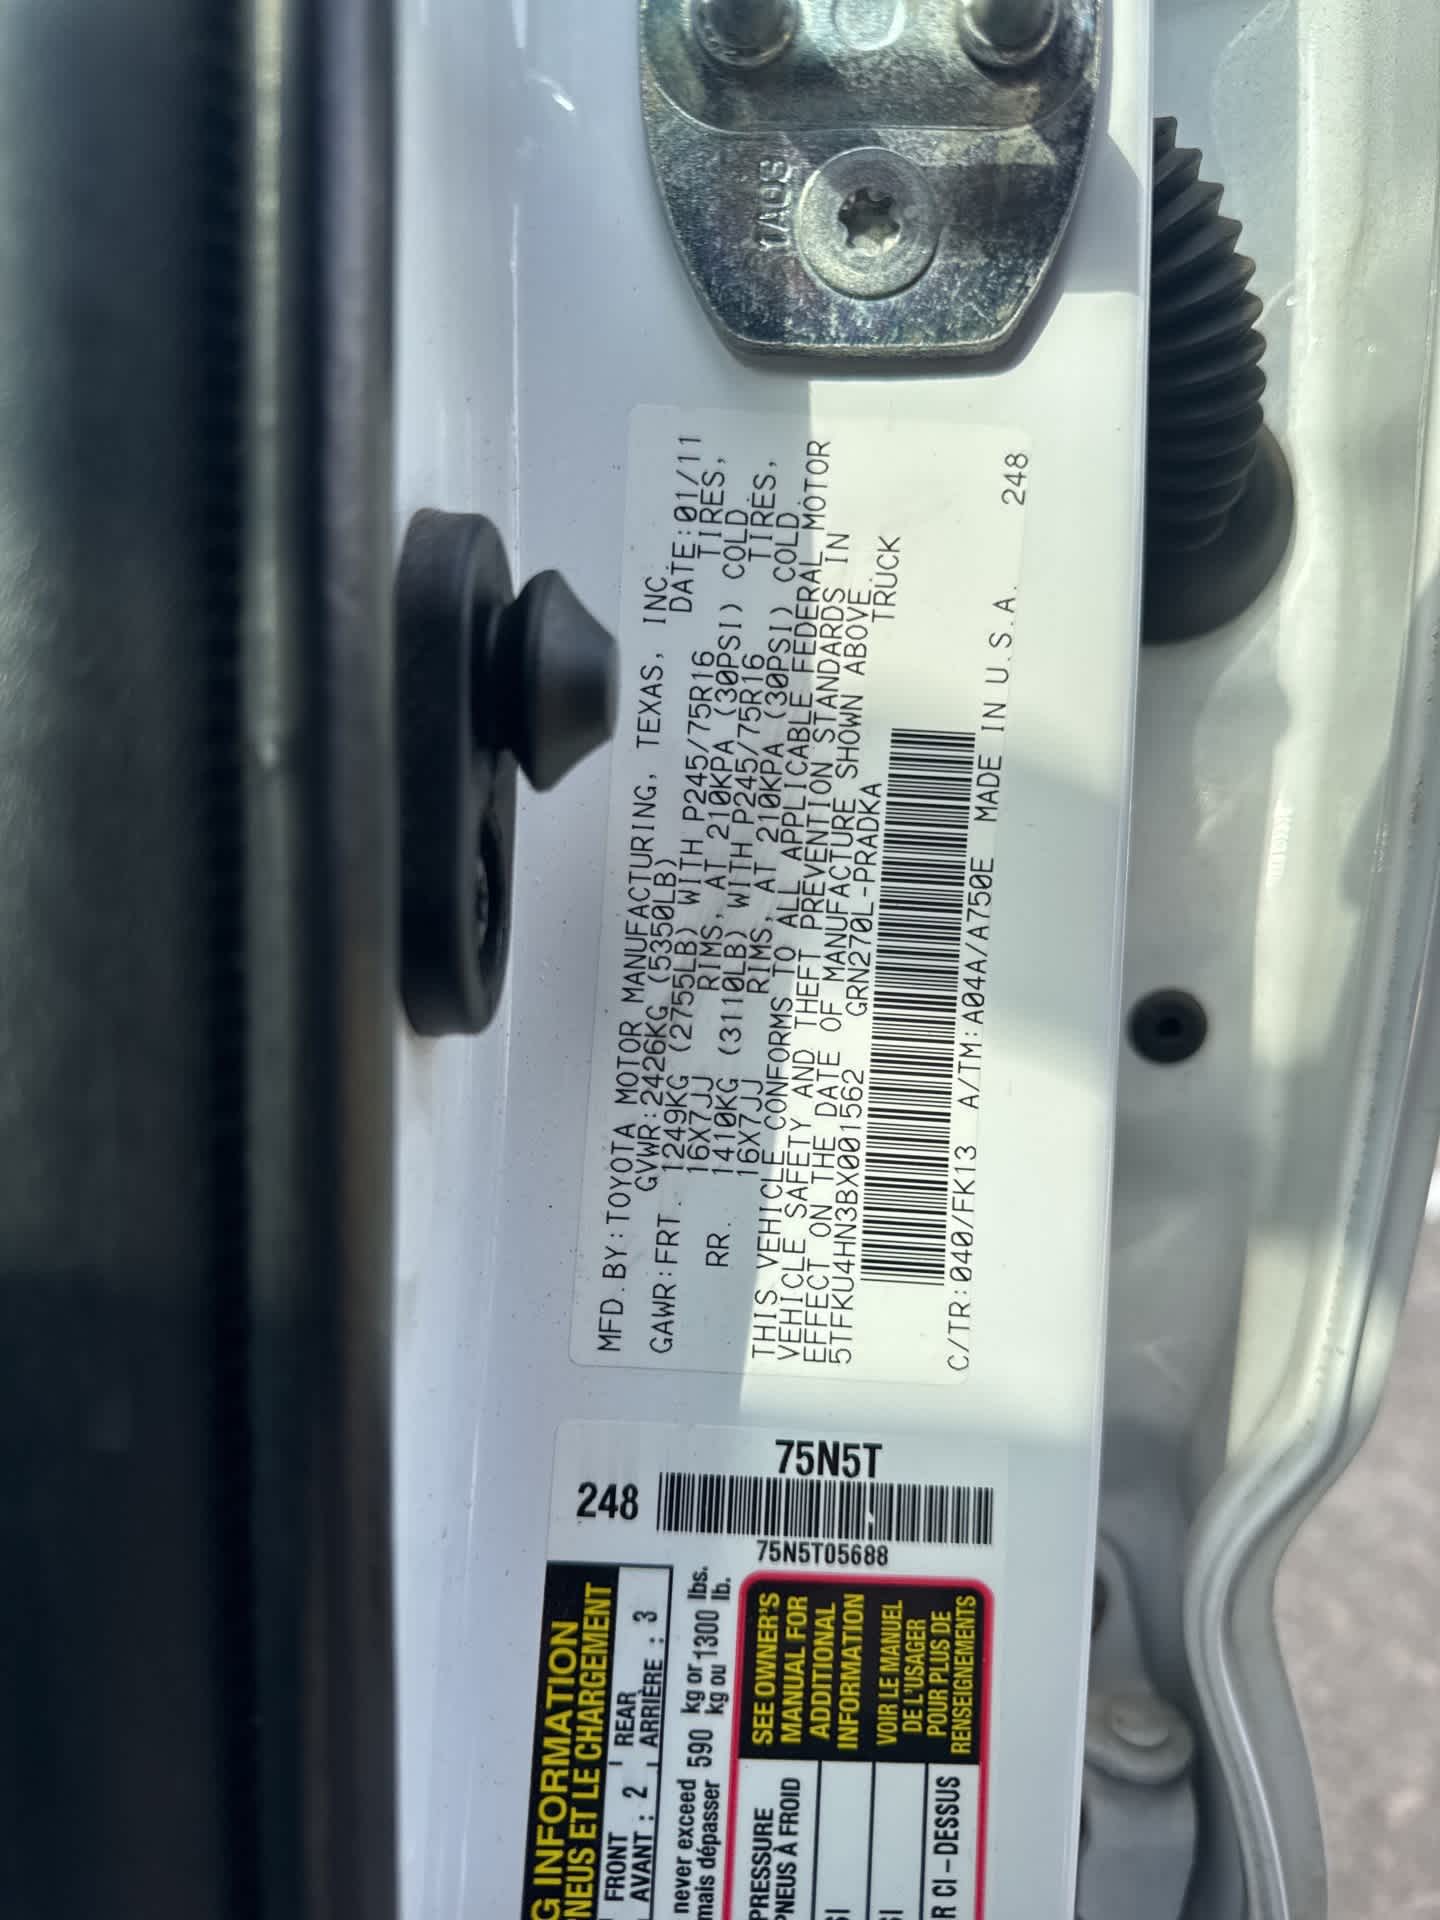 1A0S
MFD.BY:TOYOTA MOTOR MANUFACTURING, TEXAS, INC.
GVWR:2426KG (5350LB) DATE:01/11
GAWR:FRT. 1249KG (2755LB) WITH P245/75R16 TIRES,
16X7JJ RIMS, AT 210KPA (30PSI) COLD
RR. 1410KG (3110LB) WITH P245/75R16 TIRES,
16X7JJ RIMS, AT 210KPA (30PSI) COLD
THIS VEHICLE CONFORMS TO ALL APPLICABLE FEDERAL MOTOR
VEHICLE SAFETY AND THEFT PREVENTION STANDARDS IN
EFFECT ON THE DATE OF MANUFACTURE SHOWN ABOVE.
5TFKU4HN3BX001562 GRN270L-PRADKA TRUCK
C/TR:040/FK13 A/TM:A04A/A750E MADE IN U.S.A. 248
248
75N5T
75N5T05688
G INFORMATION
PNEUS ET LE CHARGEMENT
FRONT
AVANT : 2
REAR
ARRIÈRE : 3
never exceed 590 kg or 1300 lbs.
mais dépasser kg ou lb.
PRESSURE
PNEUS À FROID
R CI-DESSUS
SEE OWNER'S
MANUAL FOR
ADDITIONAL
INFORMATION
VOIR LE MANUEL
DE L'USAGER
POUR PLUS DE
RENSEIGNEMENTS